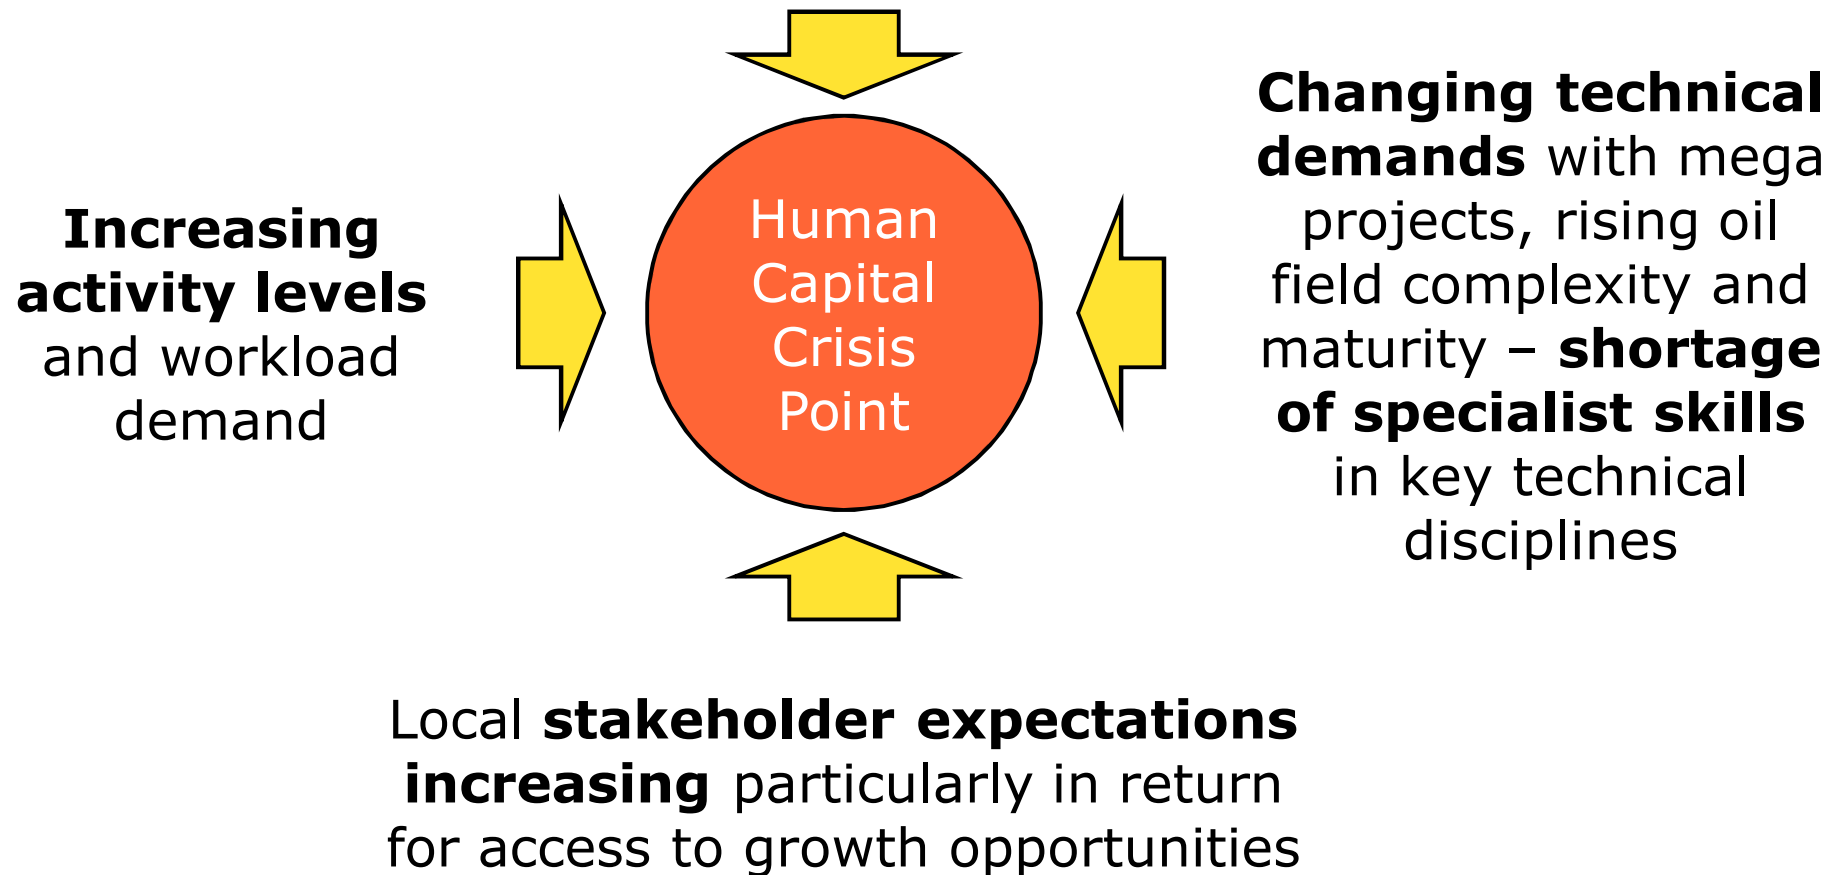 Increasing
activity levels
and workload
demand
Human
Capital
Crisis
Point
Changing technical
demands with mega
projects, rising oil
field complexity and
maturity – shortage
of specialist skills
in key technical
disciplines
Local stakeholder expectations
increasing particularly in return
for access to growth opportunities